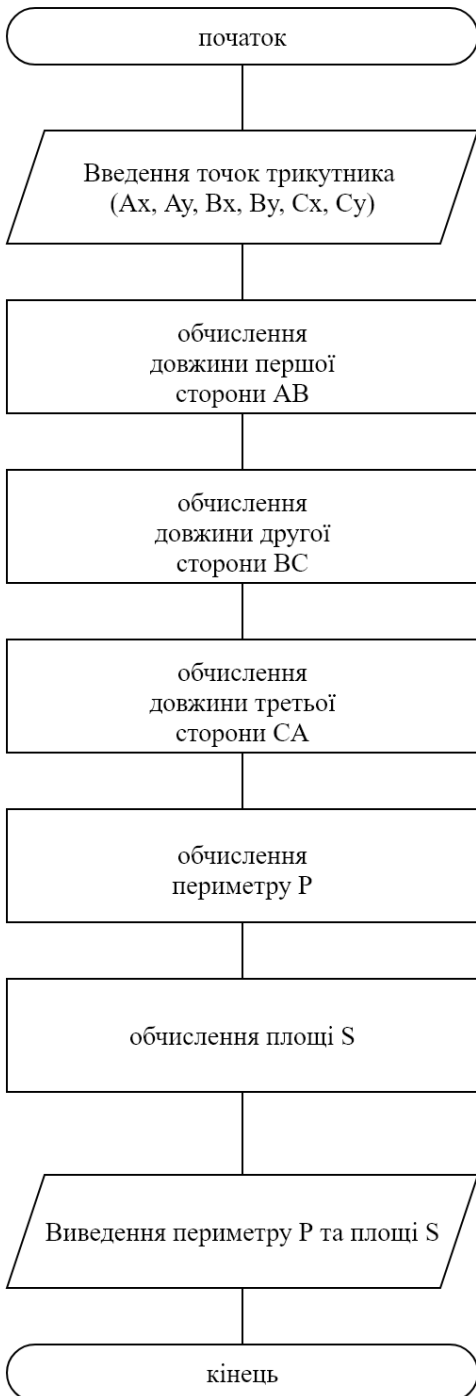 початок
Введення точок трикутника
(Ax, Ay, Bx, By, Cx, Cy)
обчислення
довжини першої
сторони AB
обчислення
довжини другої
сторони BC
обчислення
довжини третьої
сторони CA
обчислення
периметру P
обчислення площі S
Виведення периметру P та площі S
кінець